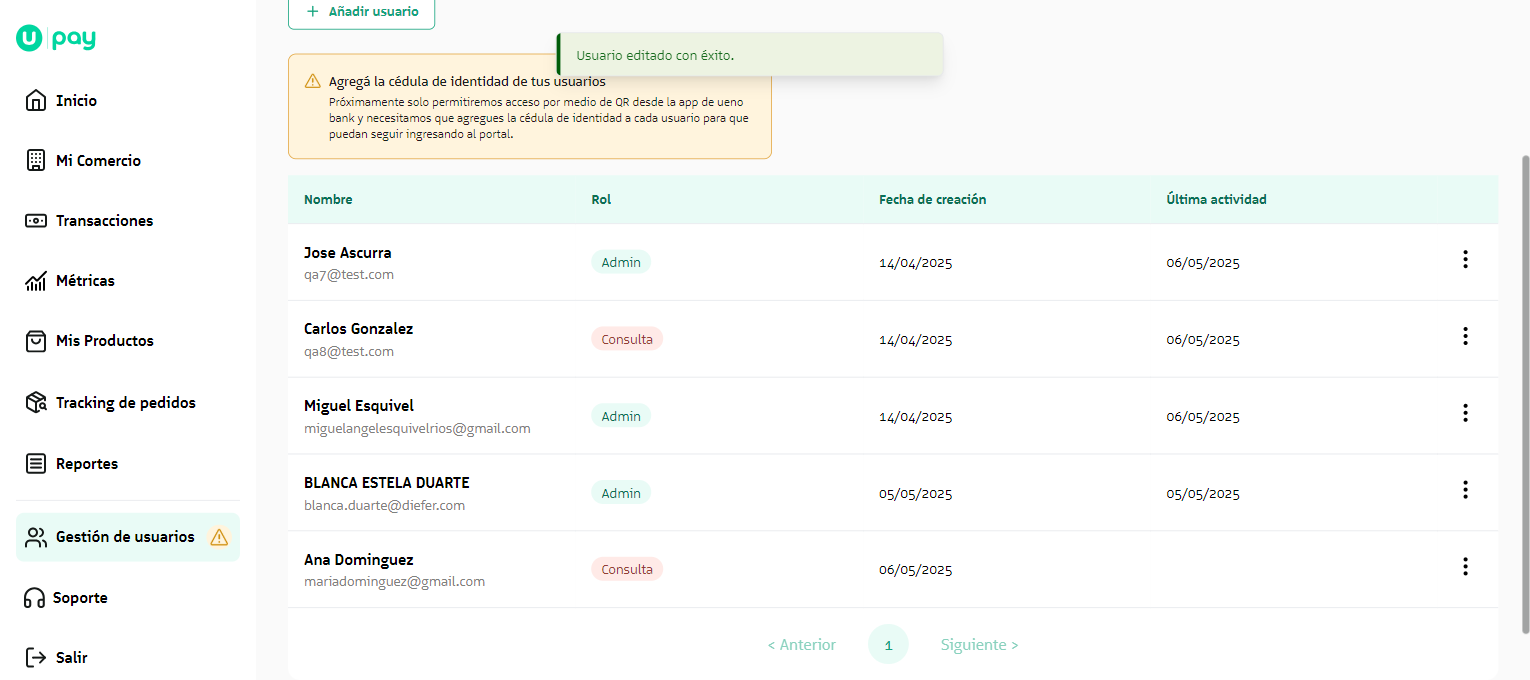 U pay
Inicio
Mi Comercio
Transacciones
Métricas
Mis Productos
Tracking de pedidos
Reportes
Gestión de usuarios
Soporte
Salir
+ Añadir usuario
Usuario editado con éxito.
Agregá la cédula de identidad de tus usuarios
Próximamente solo permitiremos acceso por medio de QR desde la app de ueno
bank y necesitamos que agregues la cédula de identidad a cada usuario para que
puedan seguir ingresando al portal.
Nombre Rol Fecha de creación Última actividad
Jose Ascurra
qa7@test.com Admin 14/04/2025 06/05/2025
Carlos Gonzalez
qa8@test.com Consulta 14/04/2025 06/05/2025
Miguel Esquivel
miguelangelesquivelrios@gmail.com Admin 14/04/2025 06/05/2025
BLANCA ESTELA DUARTE
blanca.duarte@diefer.com Admin 05/05/2025 05/05/2025
Ana Dominguez
mariadominguez@gmail.com Consulta 06/05/2025
< Anterior 1 Siguiente >